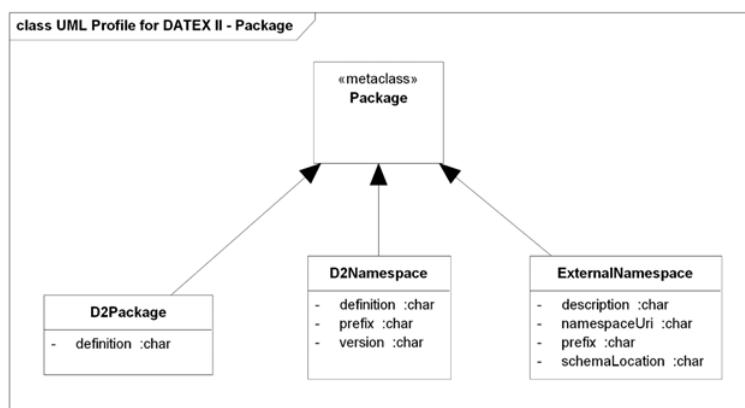 class UML Profile for DATEX II - Package
«metaclass»
Package
D2Package
- definition :char
D2Namespace
- definition :char
- prefix :char
- version :char
ExternalNamespace
- description :char
- namespaceUri :char
- prefix :char
- schemaLocation :char